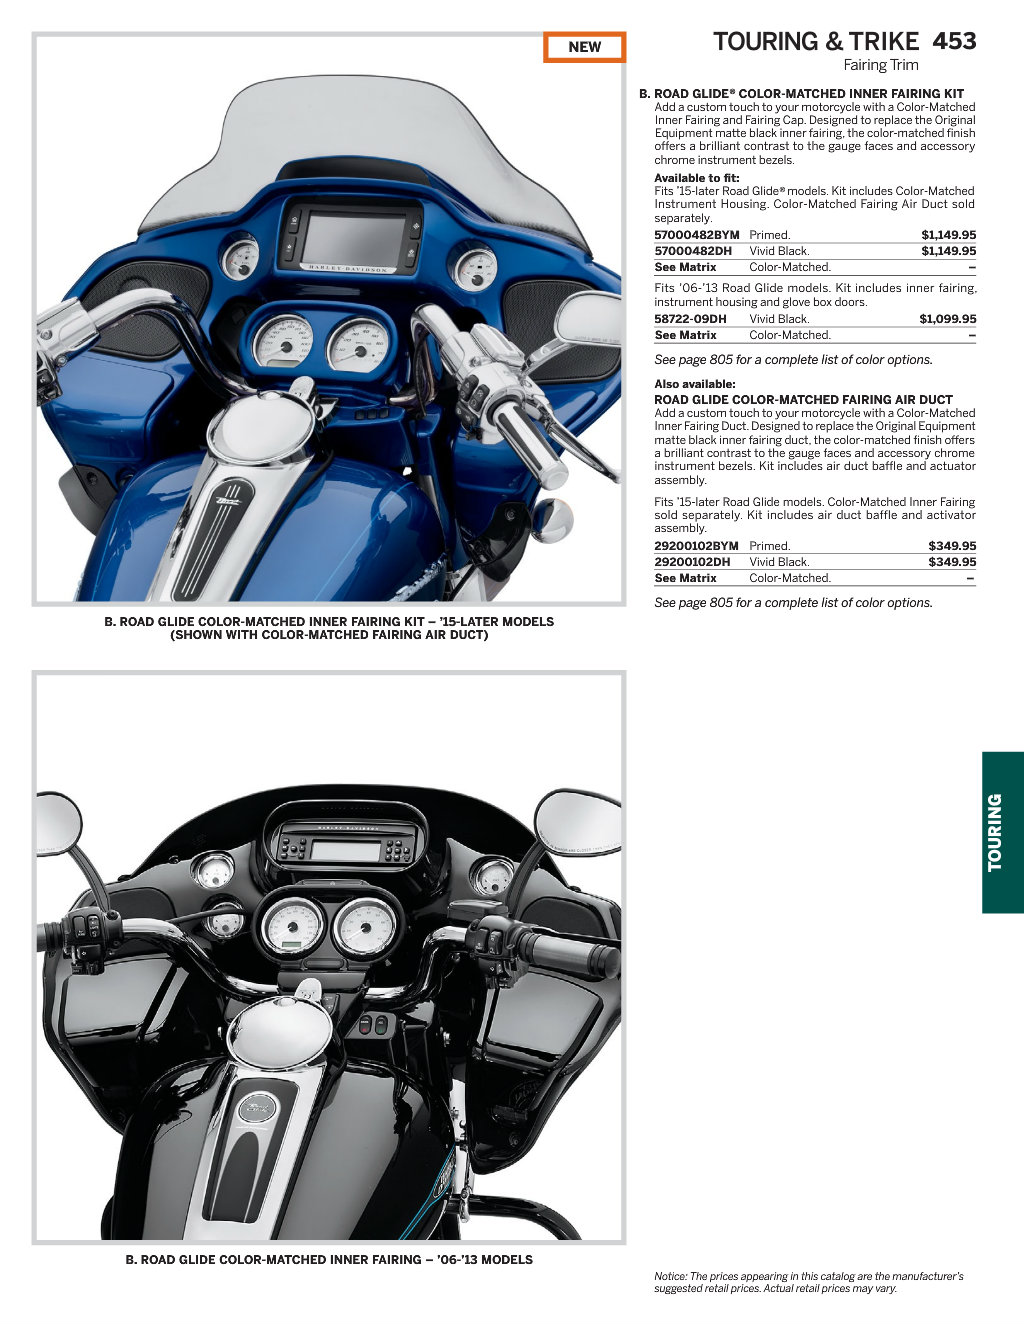 NEW
TOURING & TRIKE 453
Fairing Trim
B. ROAD GLIDE® COLOR-MATCHED INNER FAIRING KIT
Add a custom touch to your motorcycle with a Color-Matched
Inner Fairing and Fairing Cap. Designed to replace the Original
Equipment matte black inner fairing, the color-matched finish
offers a brilliant contrast to the gauge faces and accessory
chrome instrument bezels.
Available to fit:
Fits ’15-later Road Glide® models. Kit includes Color-Matched
Instrument Housing. Color-Matched Fairing Air Duct sold
separately.
57000482BYM Primed. $1,149.95
57000482DH Vivid Black. $1,149.95
See Matrix Color-Matched. –
Fits ‘06-’13 Road Glide models. Kit includes inner fairing,
instrument housing and glove box doors.
58722-09DH Vivid Black. $1,099.95
See Matrix Color-Matched. –
See page 805 for a complete list of color options.
Also available:
ROAD GLIDE COLOR-MATCHED FAIRING AIR DUCT
Add a custom touch to your motorcycle with a Color-Matched
Inner Fairing Duct. Designed to replace the Original Equipment
matte black inner fairing duct, the color-matched finish offers
a brilliant contrast to the gauge faces and accessory chrome
instrument bezels. Kit includes air duct baffle and actuator
assembly.
Fits ’15-later Road Glide models. Color-Matched Inner Fairing
sold separately. Kit includes air duct baffle and activator
assembly.
29200102BYM Primed. $349.95
29200102DH Vivid Black. $349.95
See Matrix Color-Matched. –
See page 805 for a complete list of color options.
HARLEY-DAVIDSON
B. ROAD GLIDE COLOR-MATCHED INNER FAIRING KIT – ’15-LATER MODELS
(SHOWN WITH COLOR-MATCHED FAIRING AIR DUCT)
TOURING
HARLEY-DAVIDSON
B. ROAD GLIDE COLOR-MATCHED INNER FAIRING – ’06-’13 MODELS
Notice: The prices appearing in this catalog are the manufacturer’s
suggested retail prices. Actual retail prices may vary.